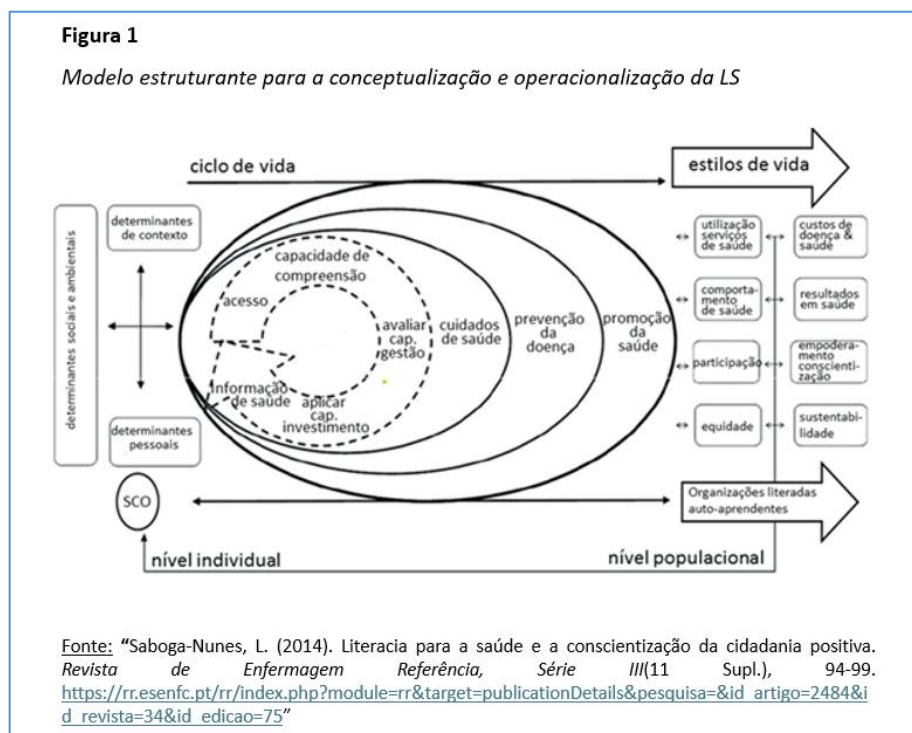 Figura 1
Modelo estruturante para a conceptualização e operacionalização da LS
ciclo de vida
estilos de vida
determinantes sociais e ambientais
determinantes
de contexto
determinantes
pessoais
SCO
capacidade de
compreensão
acesso
avaliar
cap.
gestão
Informação
de saúde
aplicar
cap.
investimento
cuidados
de saúde
prevenção
da
doença
promoção
da
saúde
utilização
serviços
de saúde
custos de
doença &
saúde
comporta-
mento
de saúde
resultados
em saúde
participação
empodera-
mento
conscienti-
zação
equidade
sustentabi-
lidade
Organizações literadas
auto-aprendentes
nível individual
nível populacional
Fonte: “Saboga-Nunes, L. (2014). Literacia para a saúde e a conscientização da cidadania positiva.
Revista de Enfermagem Referência, Série III(11 Supl.), 94-99.
https://rr.esenfc.pt/rr/index.php?module=rr&target=publicationDetails&pesquisa=&id_artigo=2484&i
d_revista=34&id_edicao=75”